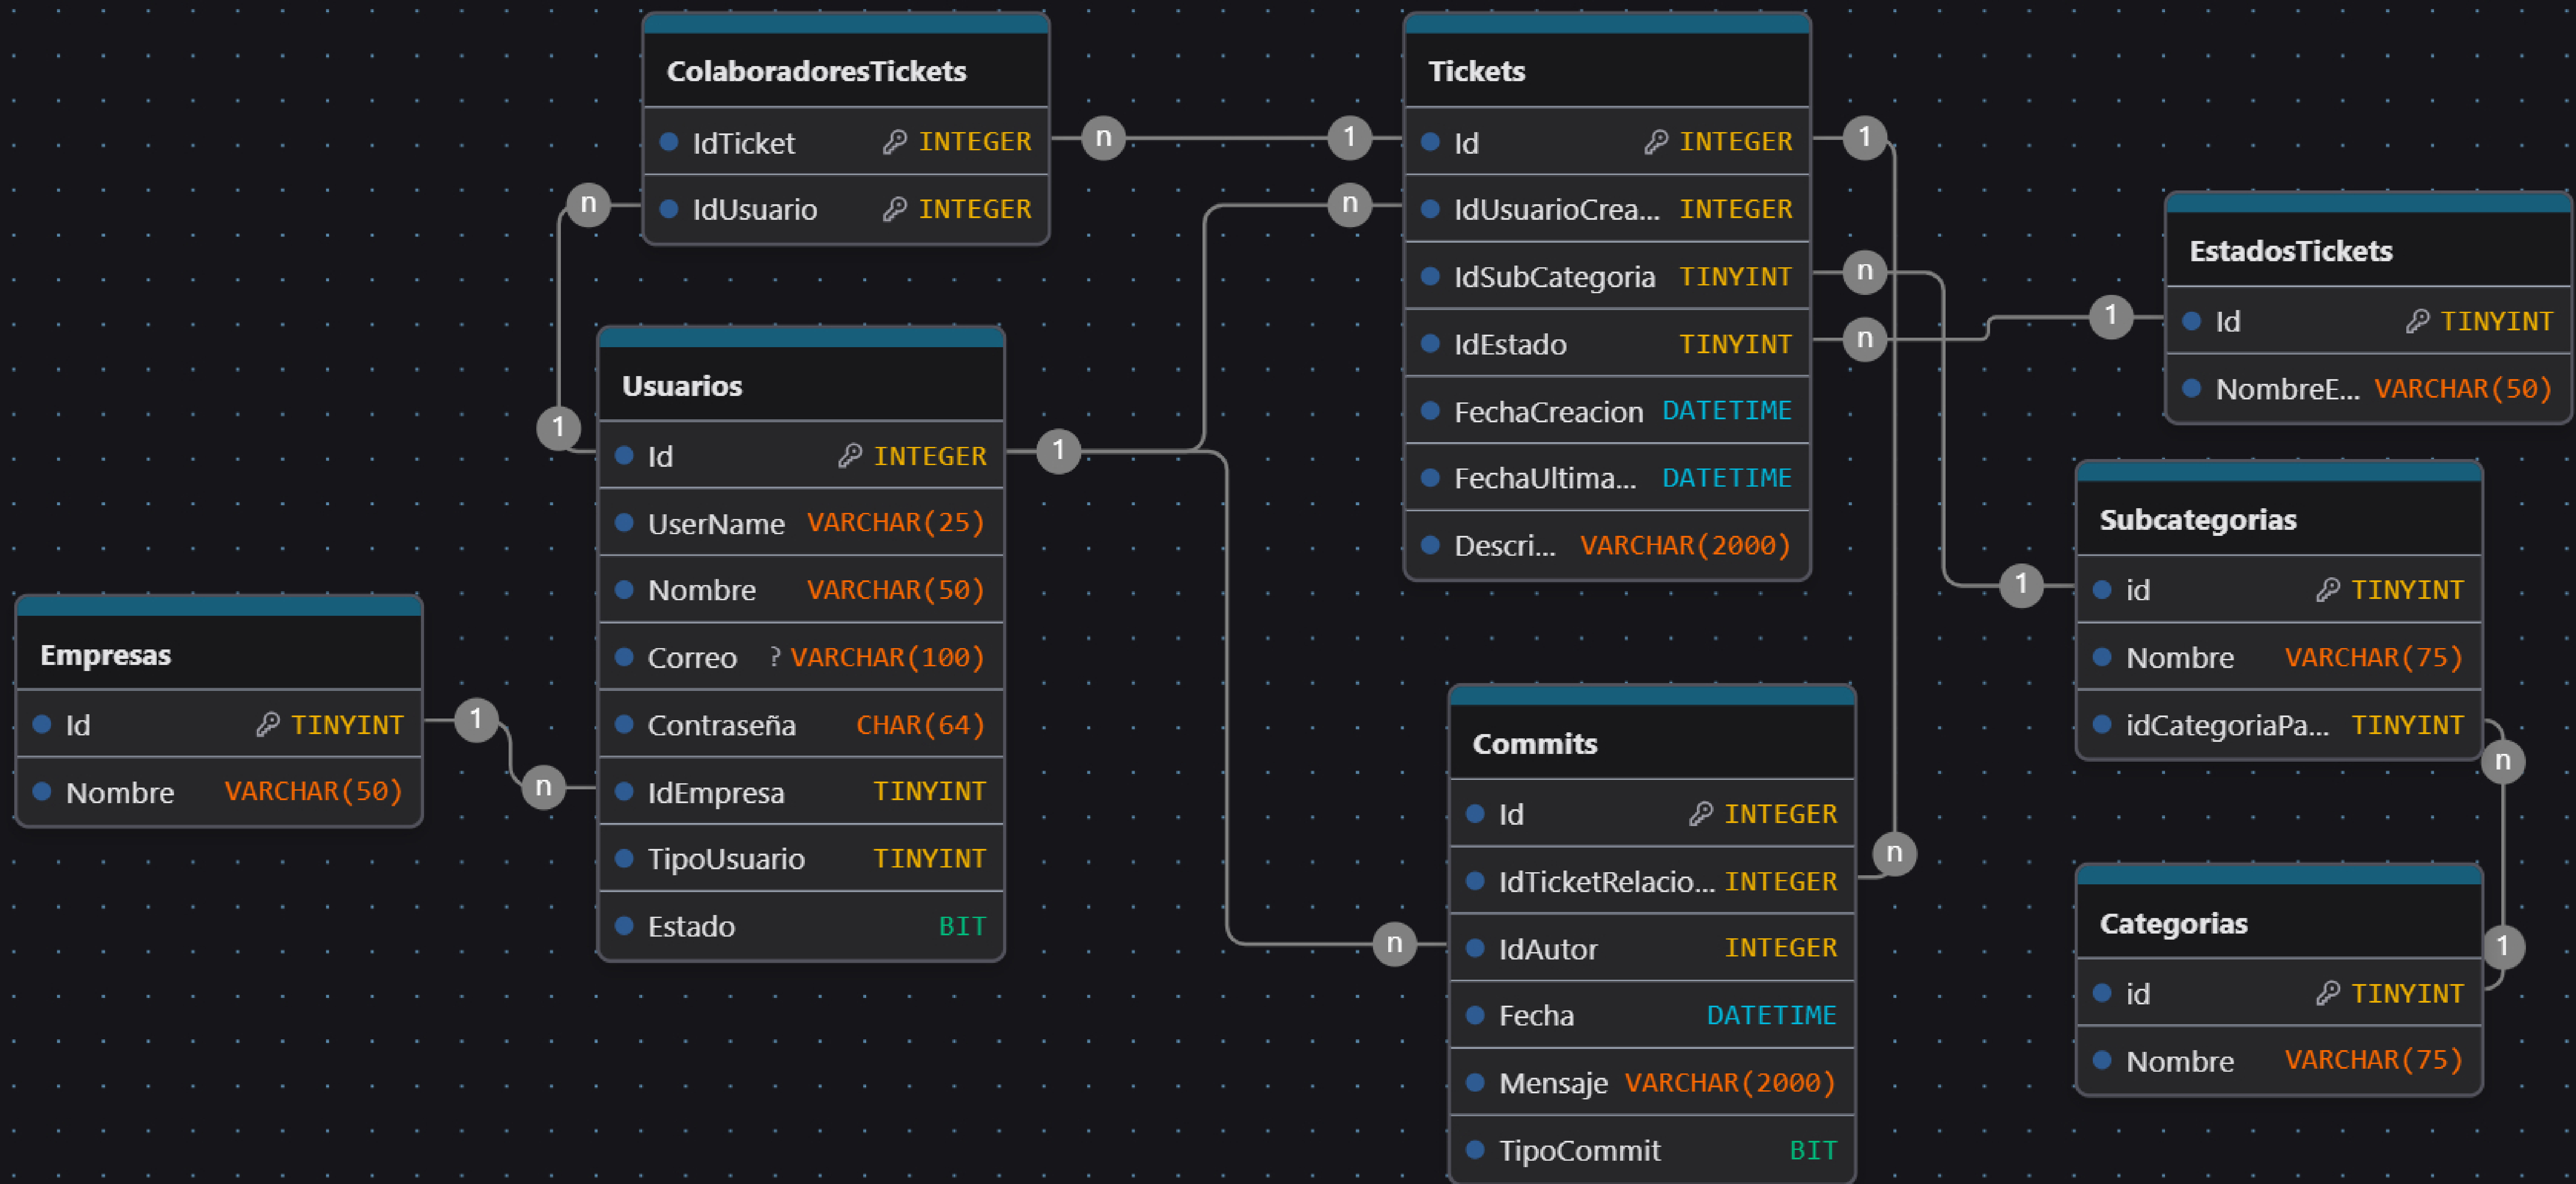 ColaboradoresTickets
IdTicket INTEGER
IdUsuario INTEGER
n
1
n
1
Tickets
Id INTEGER
IdUsuarioCrea... INTEGER
IdSubCategoria TINYINT
IdEstado TINYINT
FechaCreacion DATETIME
FechaUltima... DATETIME
Descri... VARCHAR(2000)
n
1
n
n
EstadosTickets
Id TINYINT
NombreE... VARCHAR(50)
1
Usuarios
Id INTEGER
UserName VARCHAR(25)
Nombre VARCHAR(50)
Correo ? VARCHAR(100)
Contraseña CHAR(64)
IdEmpresa TINYINT
TipoUsuario TINYINT
Estado BIT
1
Empresas
Id TINYINT
Nombre VARCHAR(50)
1
n
Subcategorias
id TINYINT
Nombre VARCHAR(75)
idCategoriaPa... TINYINT
1
n
Commits
Id INTEGER
IdTicketRelacio... INTEGER
IdAutor INTEGER
Fecha DATETIME
Mensaje VARCHAR(2000)
TipoCommit BIT
n
n
Categorias
id TINYINT
Nombre VARCHAR(75)
1